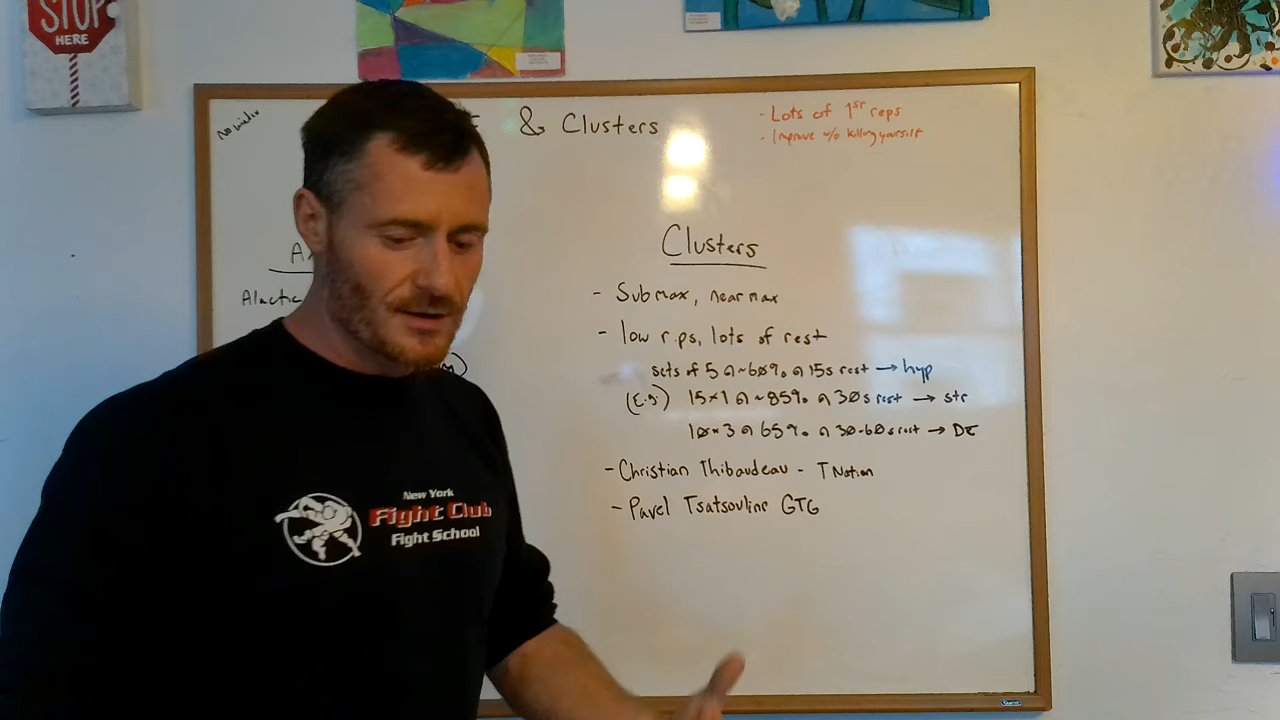 STOP
HERE
& Clusters
- Lots of 1st reps
- Improve w/o killing yourself
Clusters
Alactic
- Submax, near max
- low reps, lots of rest
sets of 5 @ ~60% @ 15s rest → hyp
(E.g.) 15×1 @ ~85% @ 30s rest → str
10×3 @ 65% @ 30-60s rest → DE
- Christian Thibaudeau - T Nation
- Pavel Tsatsouline GTG
New York
Fight Club
Fight School